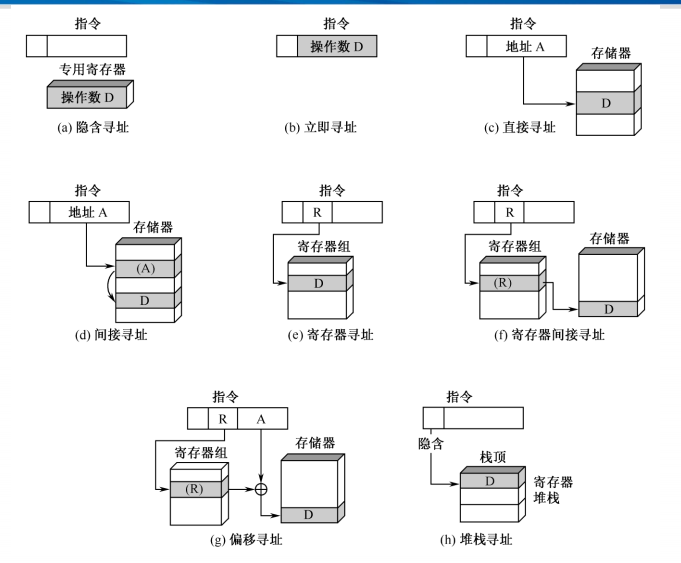 指令
专用寄存器
操作数 D
(a) 隐含寻址
指令
操作数 D
(b) 立即寻址
指令
地址 A
存储器
D
(c) 直接寻址
指令
地址 A
存储器
(A)
D
(d) 间接寻址
指令
R
寄存器组
D
(e) 寄存器寻址
指令
R
寄存器组
存储器
(R)
D
(f) 寄存器间接寻址
指令
R A
寄存器组
存储器
(R)
D
(g) 偏移寻址
指令
隐含
栈顶
D
寄存器
堆栈
(h) 堆栈寻址